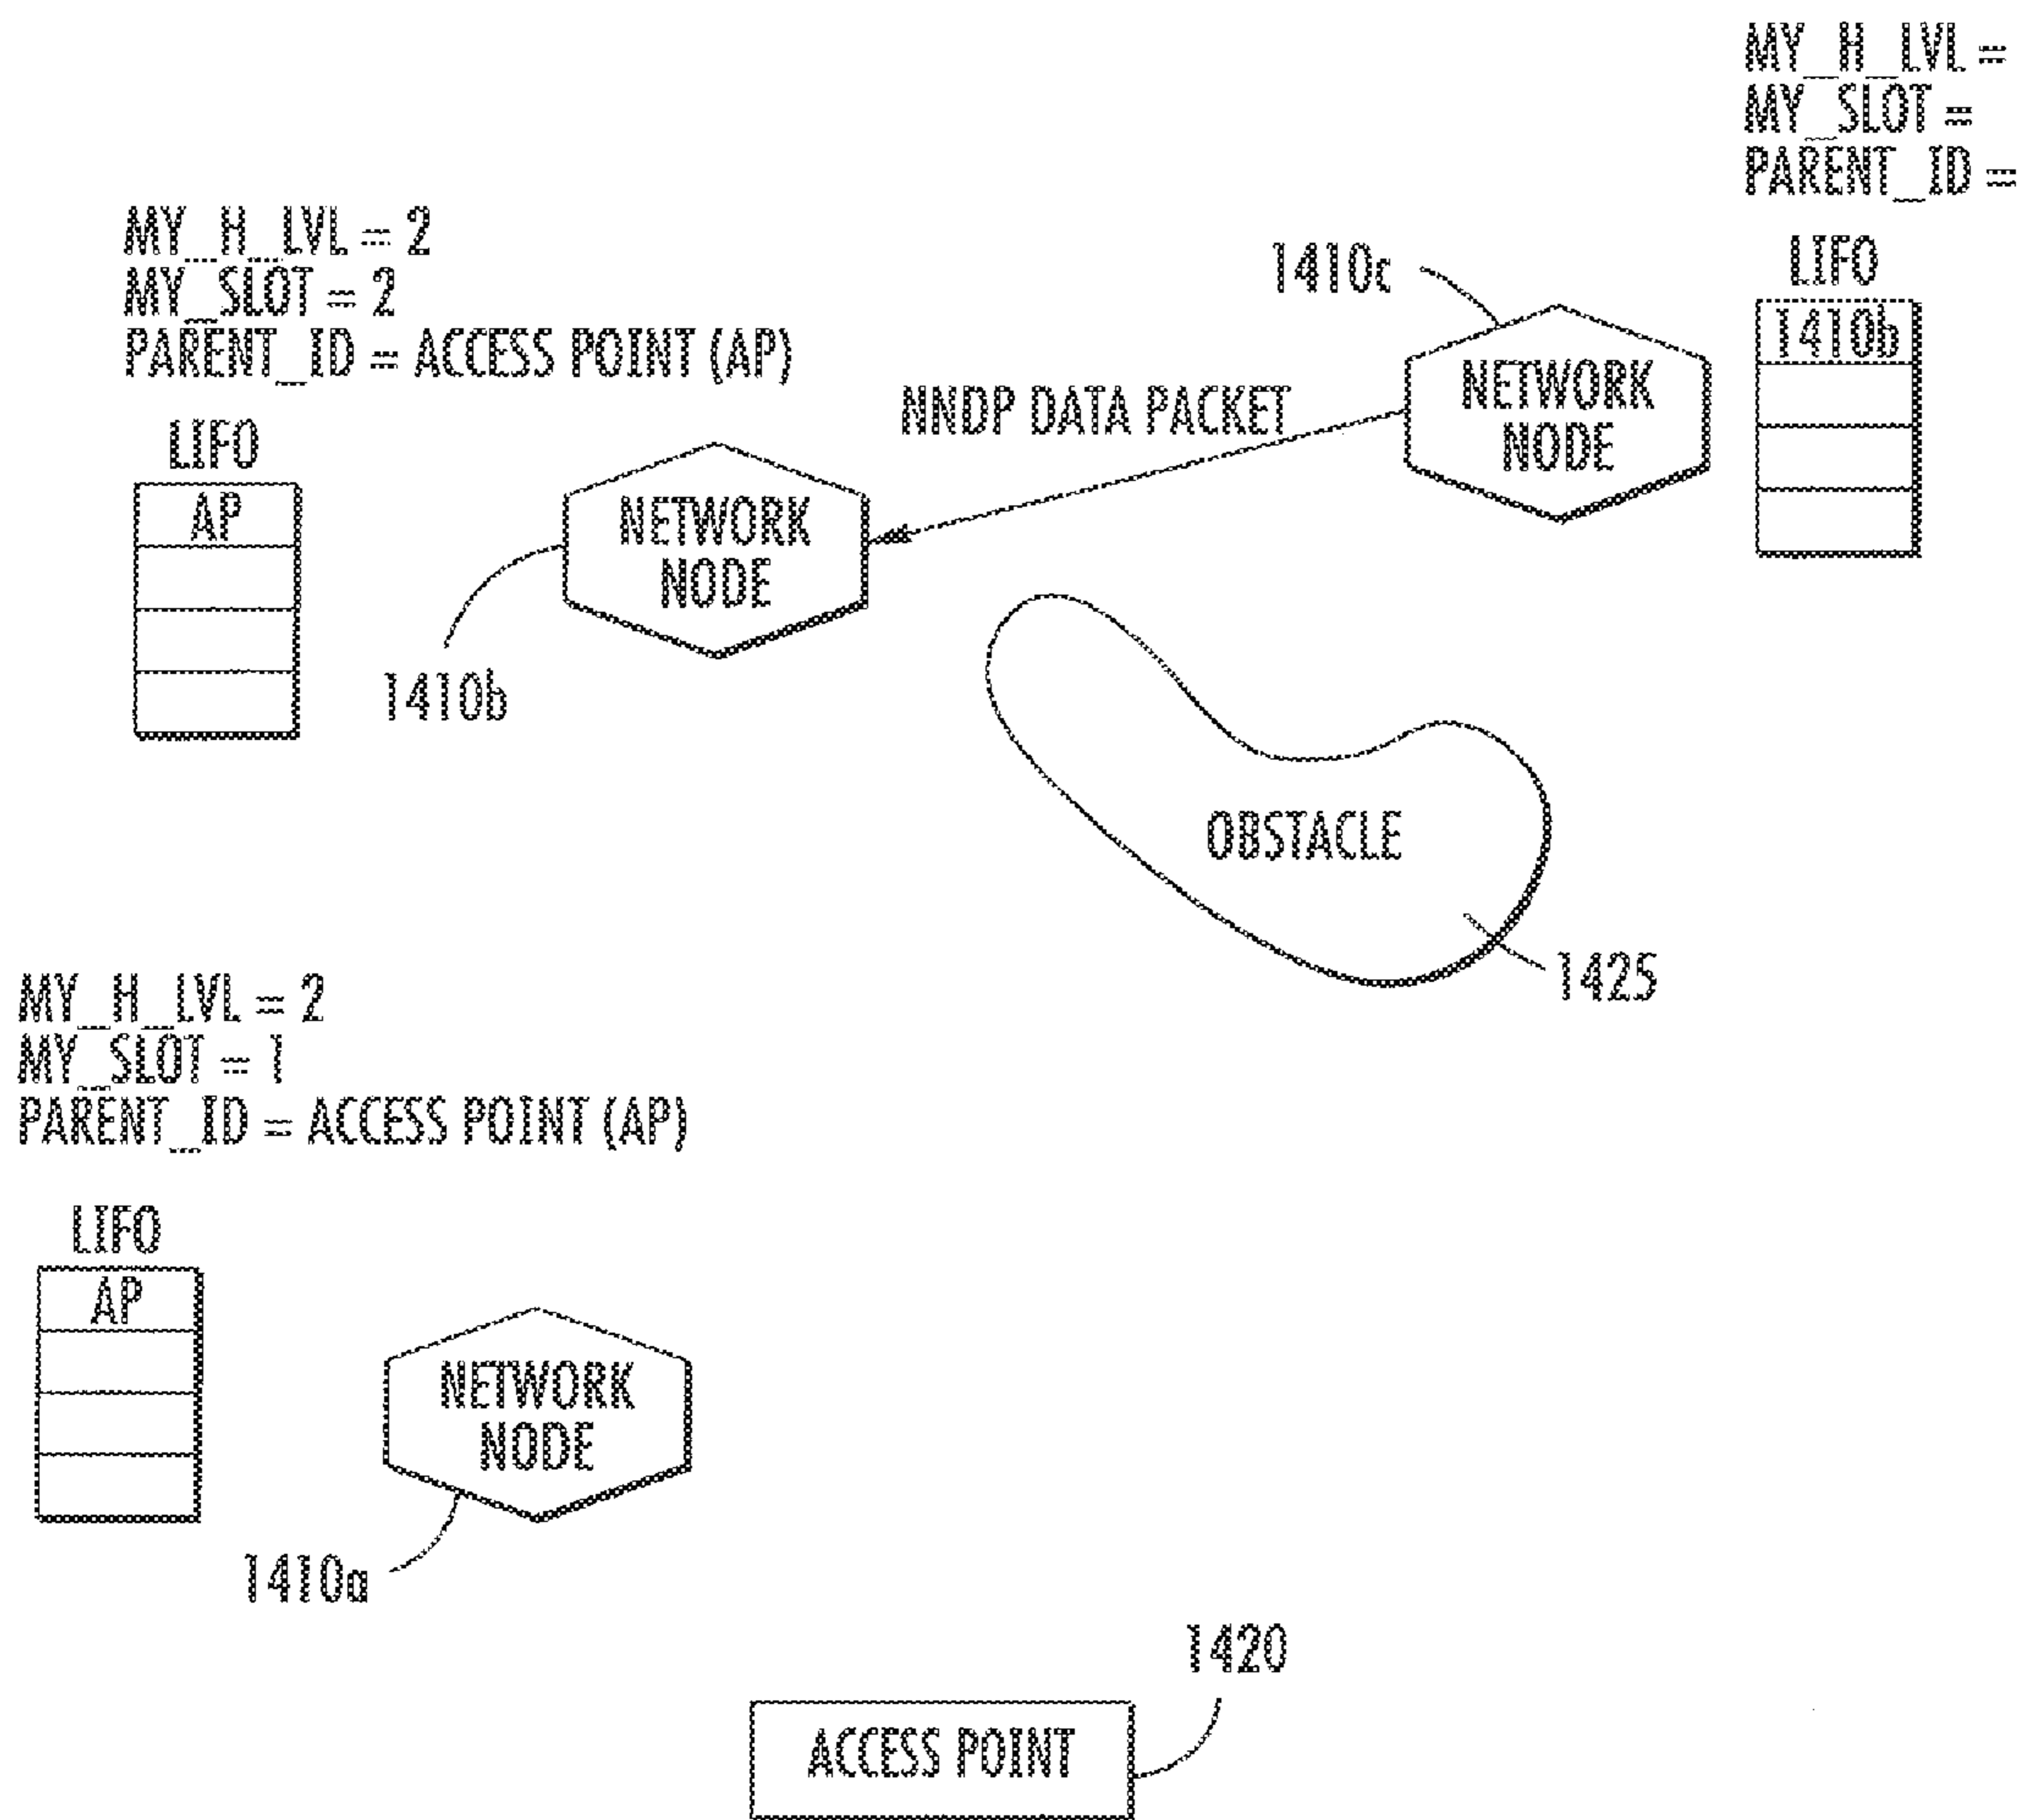 MY_H_LVL =
MY_SLOT =
PARENT_ID =
LIFO
1410b
1410c
NETWORK
NODE
MY_H_LVL = 2
MY_SLOT = 2
PARENT_ID = ACCESS POINT (AP)
LIFO
AP
NNDP DATA PACKET
NETWORK
NODE
1410b
OBSTACLE
1425
MY_H_LVL = 2
MY_SLOT = 1
PARENT_ID = ACCESS POINT (AP)
LIFO
AP
NETWORK
NODE
1410a
1420
ACCESS POINT